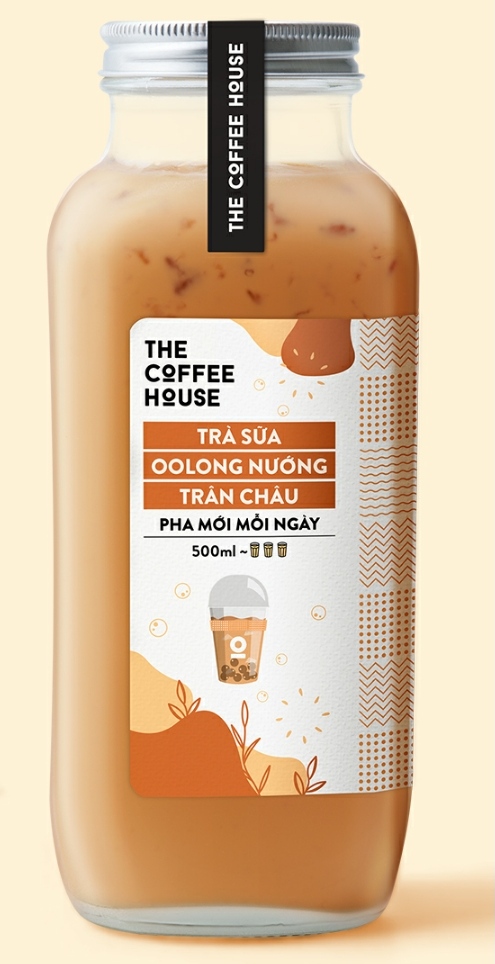 THE COFFEE HOUSE
THE
COFFEE
HOUSE
TRÀ SỮA
OOLONG NƯỚNG
TRÂN CHÂU
PHA MỚI MỖI NGÀY
500ml ~